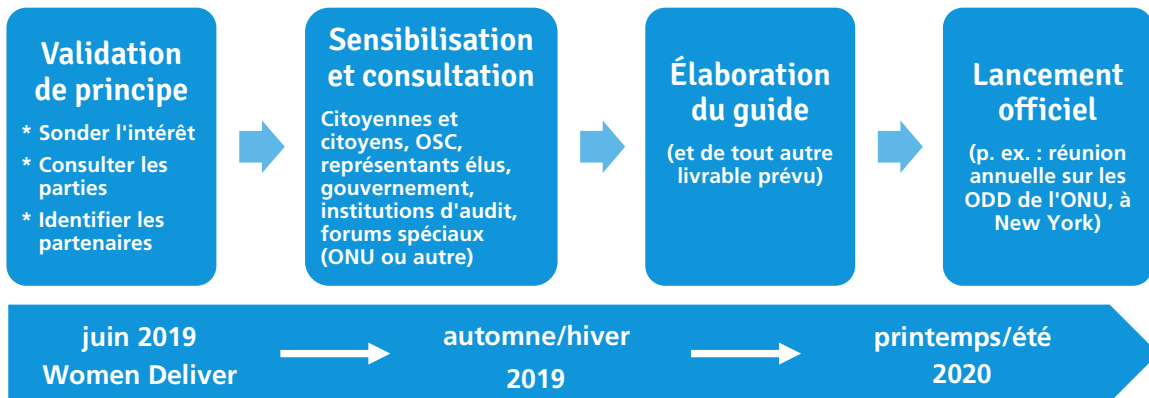 Validation
de principe
* Sonder l'intérêt
* Consulter les
parties
* Identifier les
partenaires
Sensibilisation
et consultation
Citoyennes et
citoyens, OSC,
représentants élus,
gouvernement,
institutions d'audit,
forums spéciaux
(ONU ou autre)
Élaboration
du guide
(et de tout autre
livrable prévu)
Lancement
officiel
(p. ex. : réunion
annuelle sur les
ODD de l'ONU, à
New York)
juin 2019
Women Deliver
automne/hiver
2019
printemps/été
2020